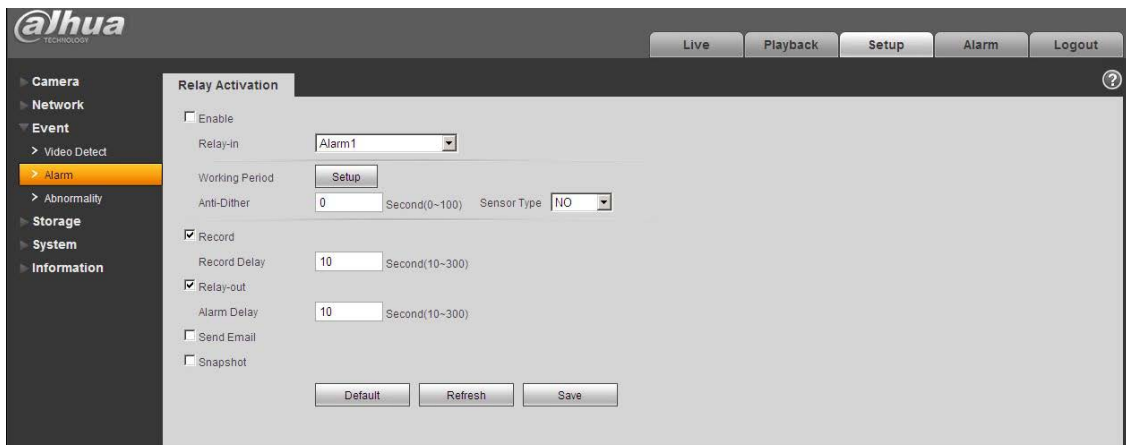 alhua
TECHNOLOGY
Live Playback Setup Alarm Logout
Camera
Network
Event
> Video Detect
> Alarm
> Abnormality
Storage
System
Information
Relay Activation
?
Enable
Relay-in Alarm1
Working Period Setup
Anti-Dither 0 Second(0~100) Sensor Type NO
Record
Record Delay 10 Second(10~300)
Relay-out
Alarm Delay 10 Second(10~300)
Send Email
Snapshot
Default Refresh Save